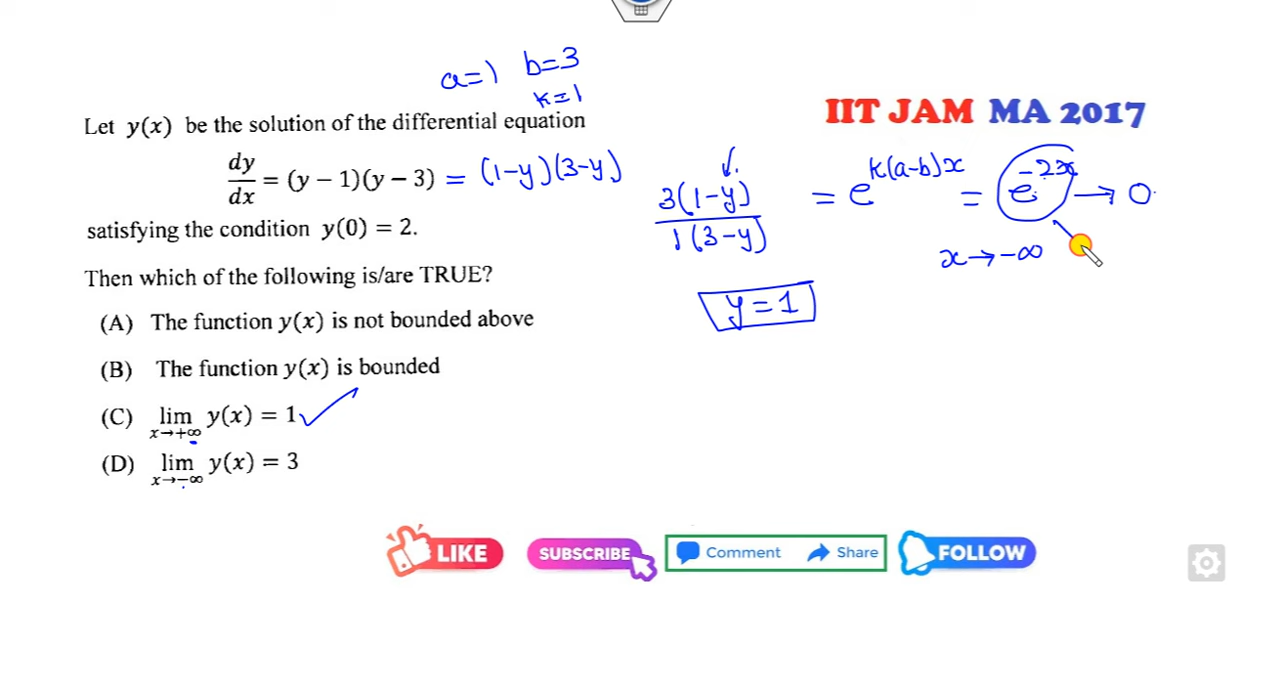 a=1 b=3
k=1
IIT JAM MA 2017
Let y(x) be the solution of the differential equation
dy/dx = (y − 1)(y − 3) = (1-y)(3-y)
3(1-y)/1(3-y) = e^{k(a-b)x} = e^{-2x} → 0
satisfying the condition y(0) = 2.
x → -∞
Then which of the following is/are TRUE?
y = 1
(A) The function y(x) is not bounded above
(B) The function y(x) is bounded
(C) lim x→+∞ y(x) = 1 ✓
(D) lim x→−∞ y(x) = 3
LIKE SUBSCRIBE Comment Share FOLLOW